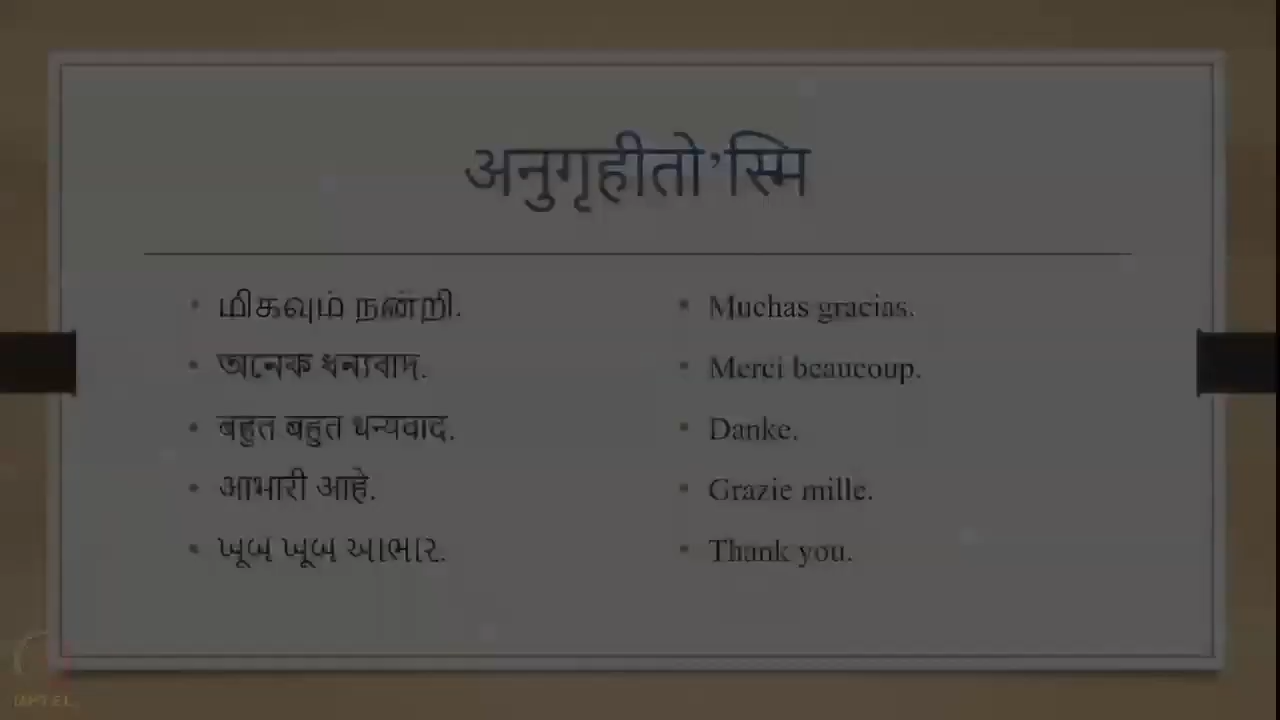 अनुगृहीतो’स्मि
மிகவும் நன்றி.
অনেক ধন্যবাদ.
बहुत बहुत धन्यवाद.
आभारी आहे.
ખૂબ ખૂબ આભાર.
Muchas gracias.
Merci beaucoup.
Danke.
Grazie mille.
Thank you.
NPTEL